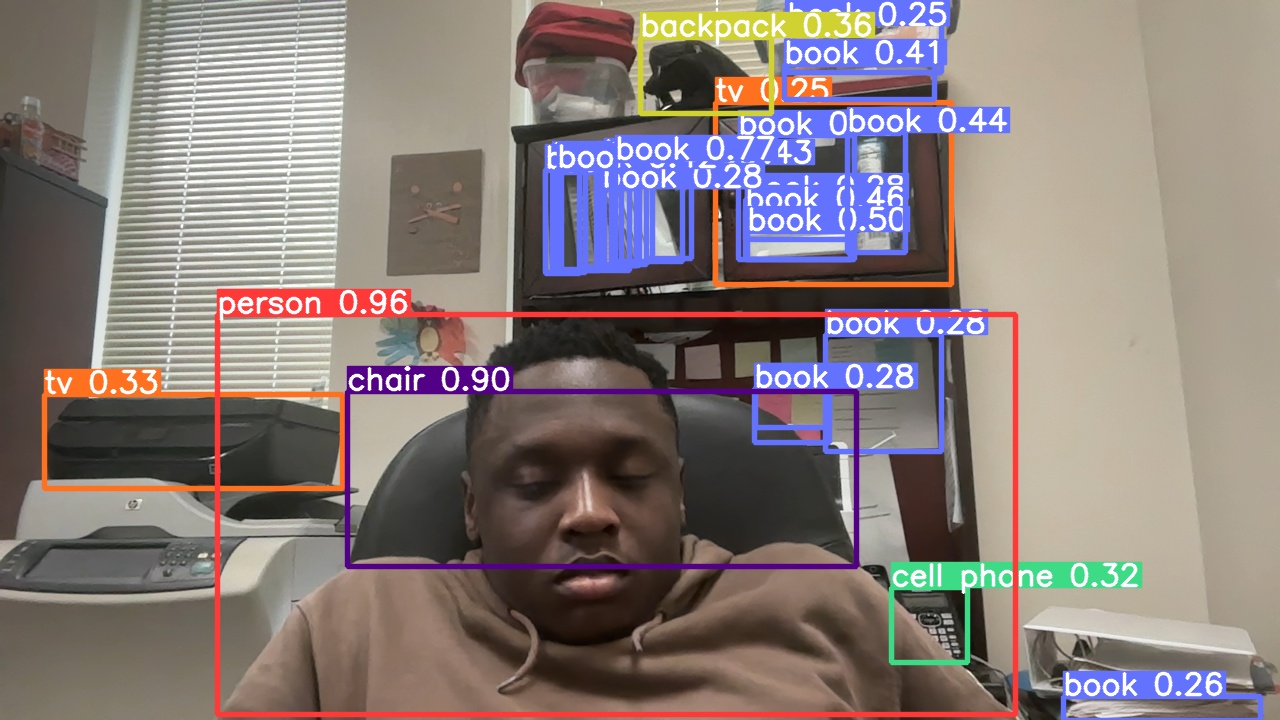 book 0.25
backpack 0.36
book 0.41
tv 0.25
book 0.44
book 0.77
book 0.28
book 0.46
book 0.50
person 0.96
book 0.28
tv 0.33
chair 0.90
book 0.28
hp
cell phone 0.32
book 0.26